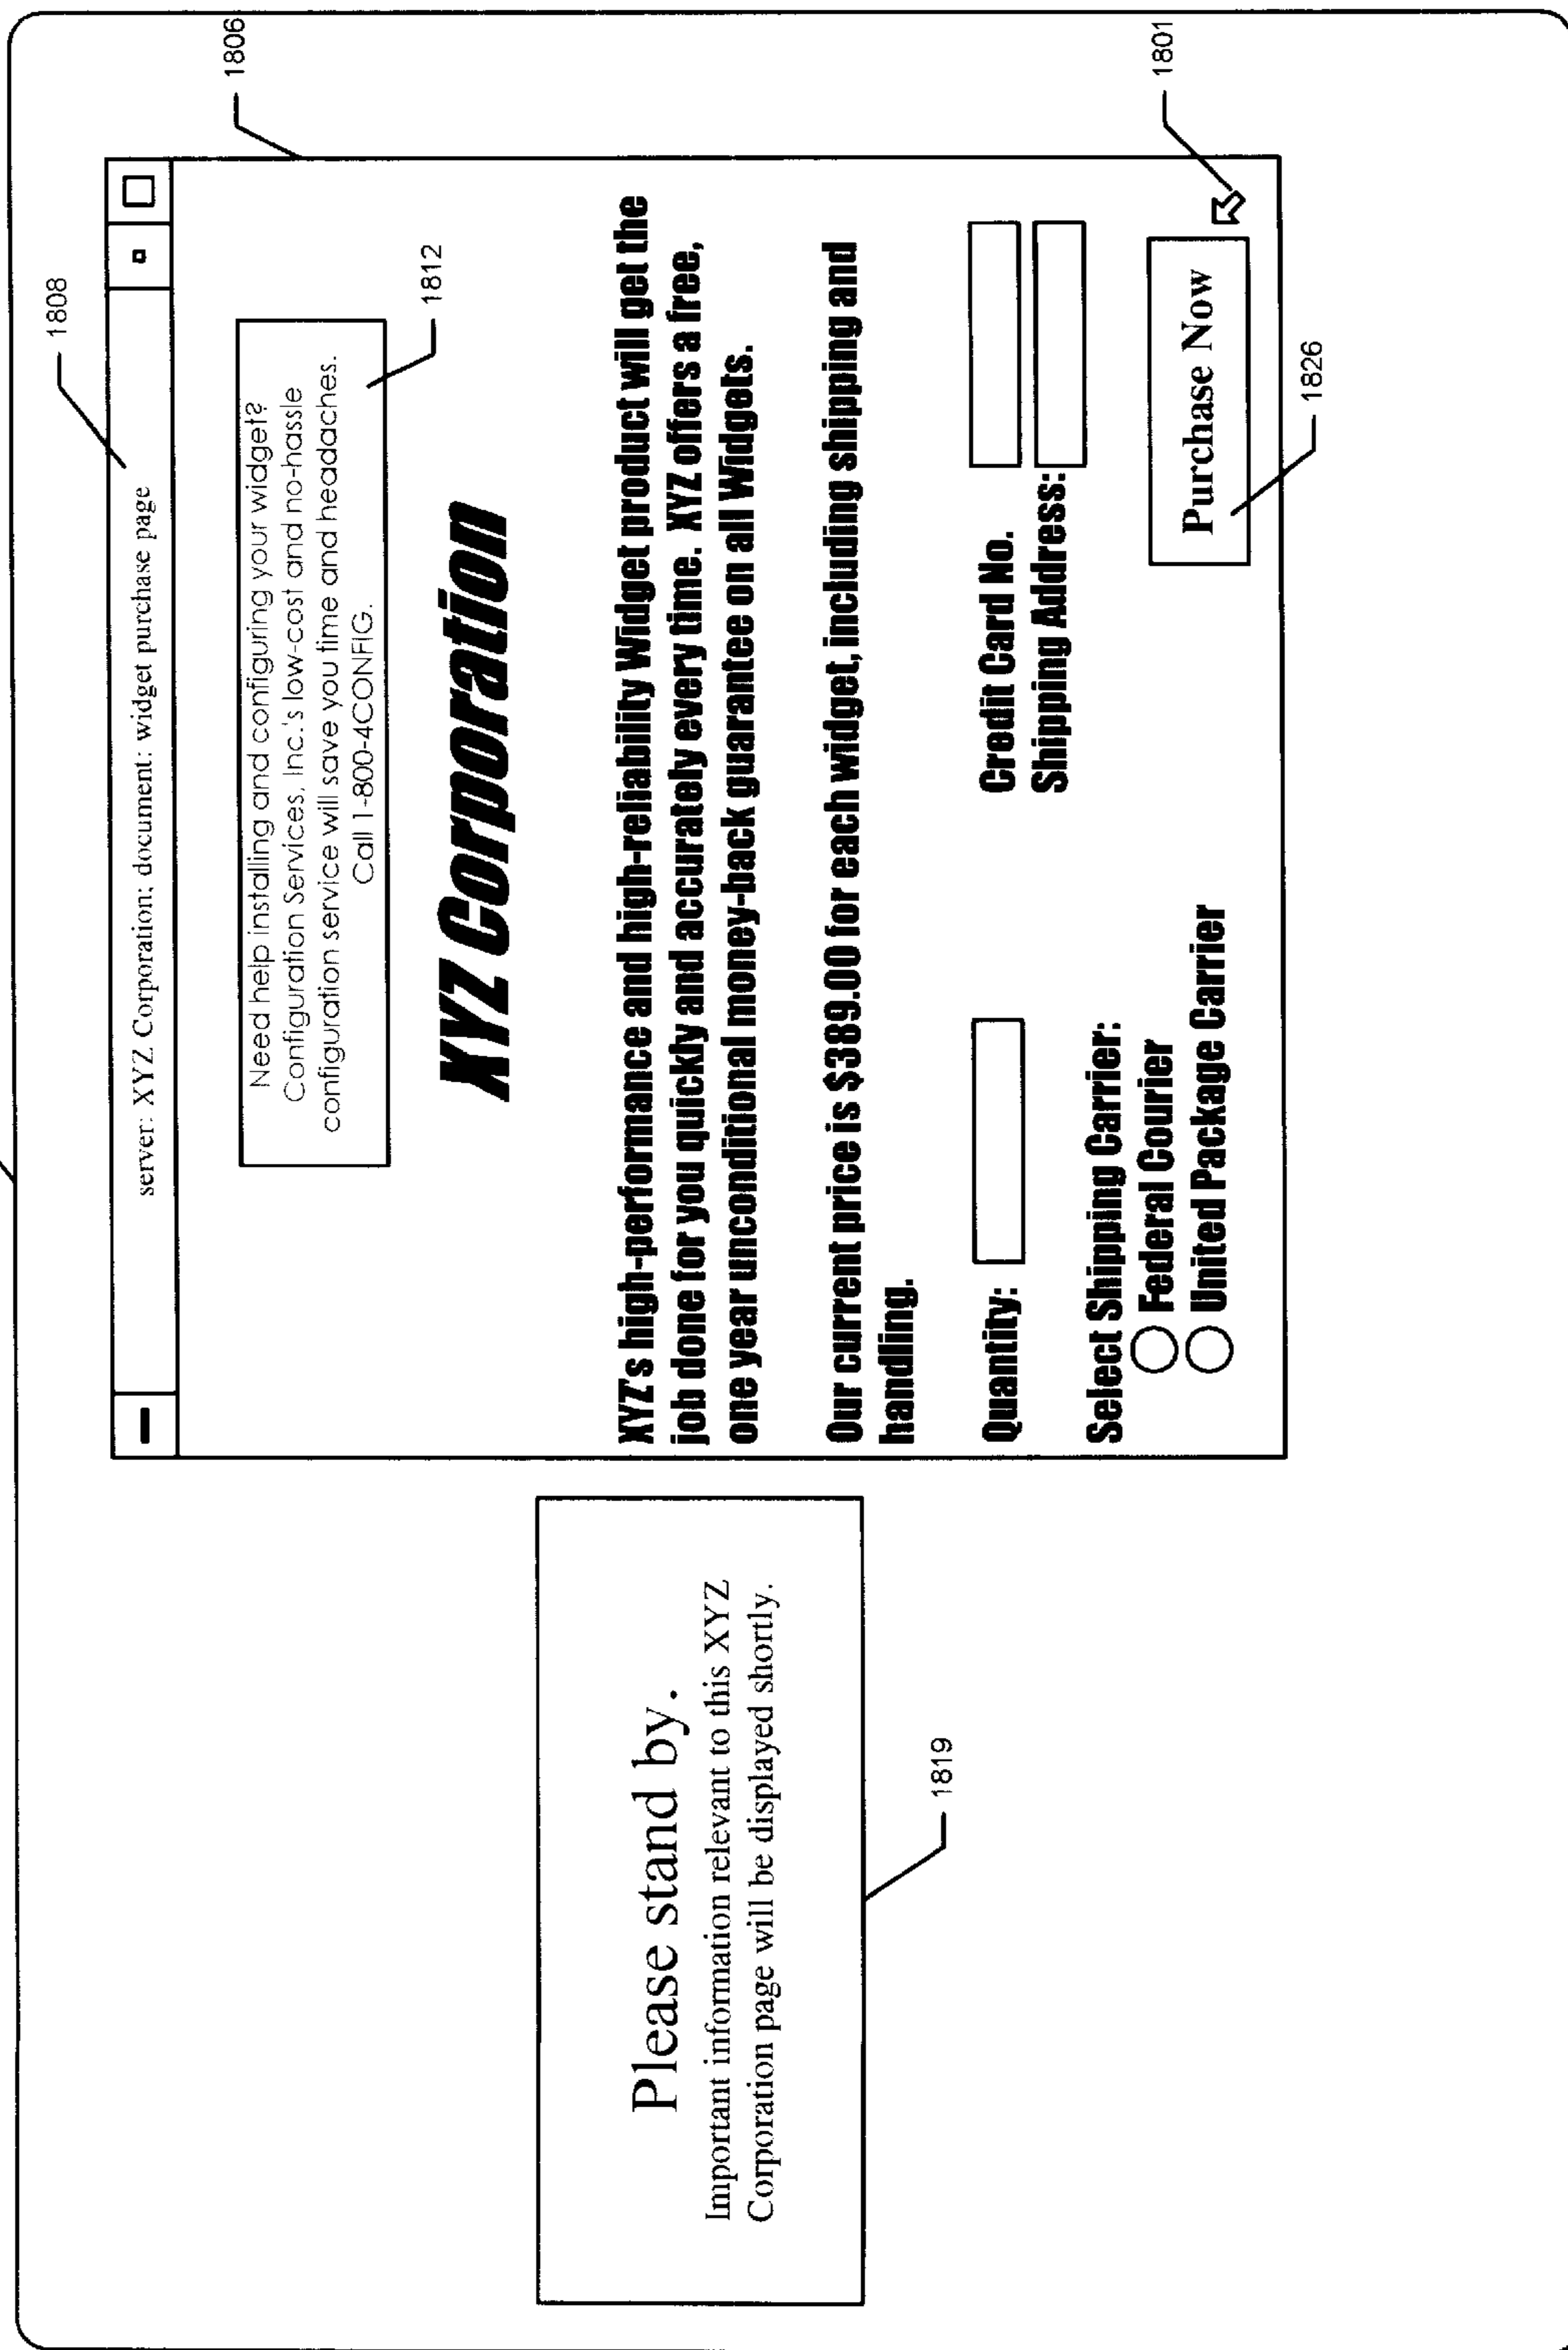 1806
1808
server: XYZ Corporation; document: widget purchase page
Need help installing and configuring your widget?
Configuration Services, Inc.'s low-cost and no-hassle
configuration service will save you time and headaches.
Call 1-800-4CONFIG.
1812
XYZ Corporation
XYZ's high-performance and high-reliability Widget product will get the
job done for you quickly and accurately every time. XYZ offers a free,
one year unconditional money-back guarantee on all Widgets.
Our current price is $389.00 for each widget, including shipping and
handling.
Quantity:
Credit Card No.
Shipping Address:
Select Shipping Carrier:
Federal Courier
United Package Carrier
Purchase Now
1801
1826
Please stand by.
Important information relevant to this XYZ
Corporation page will be displayed shortly.
1819